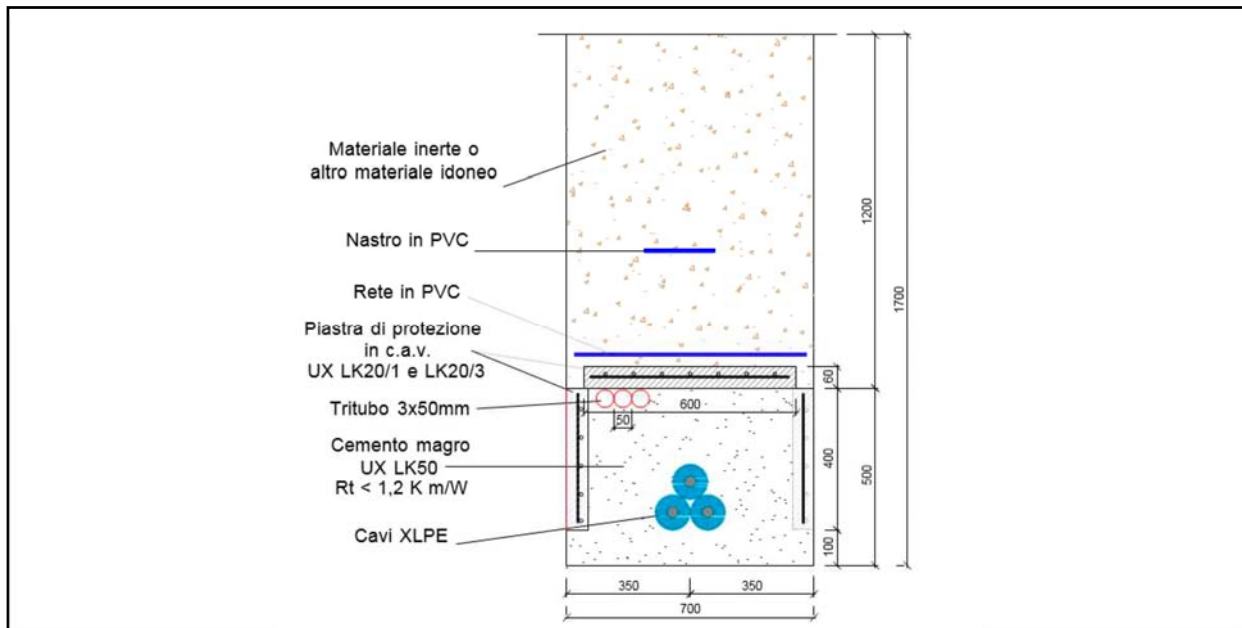 Materiale inerte o
altro materiale idoneo
Nastro in PVC
Rete in PVC
Piastra di protezione
in c.a.v.
UX LK20/1 e LK20/3
Tritubo 3x50mm
Cemento magro
UX LK50
Rt < 1,2 K m/W
Cavi XLPE
1200
1700
60
600
50
400
500
100
350
350
700